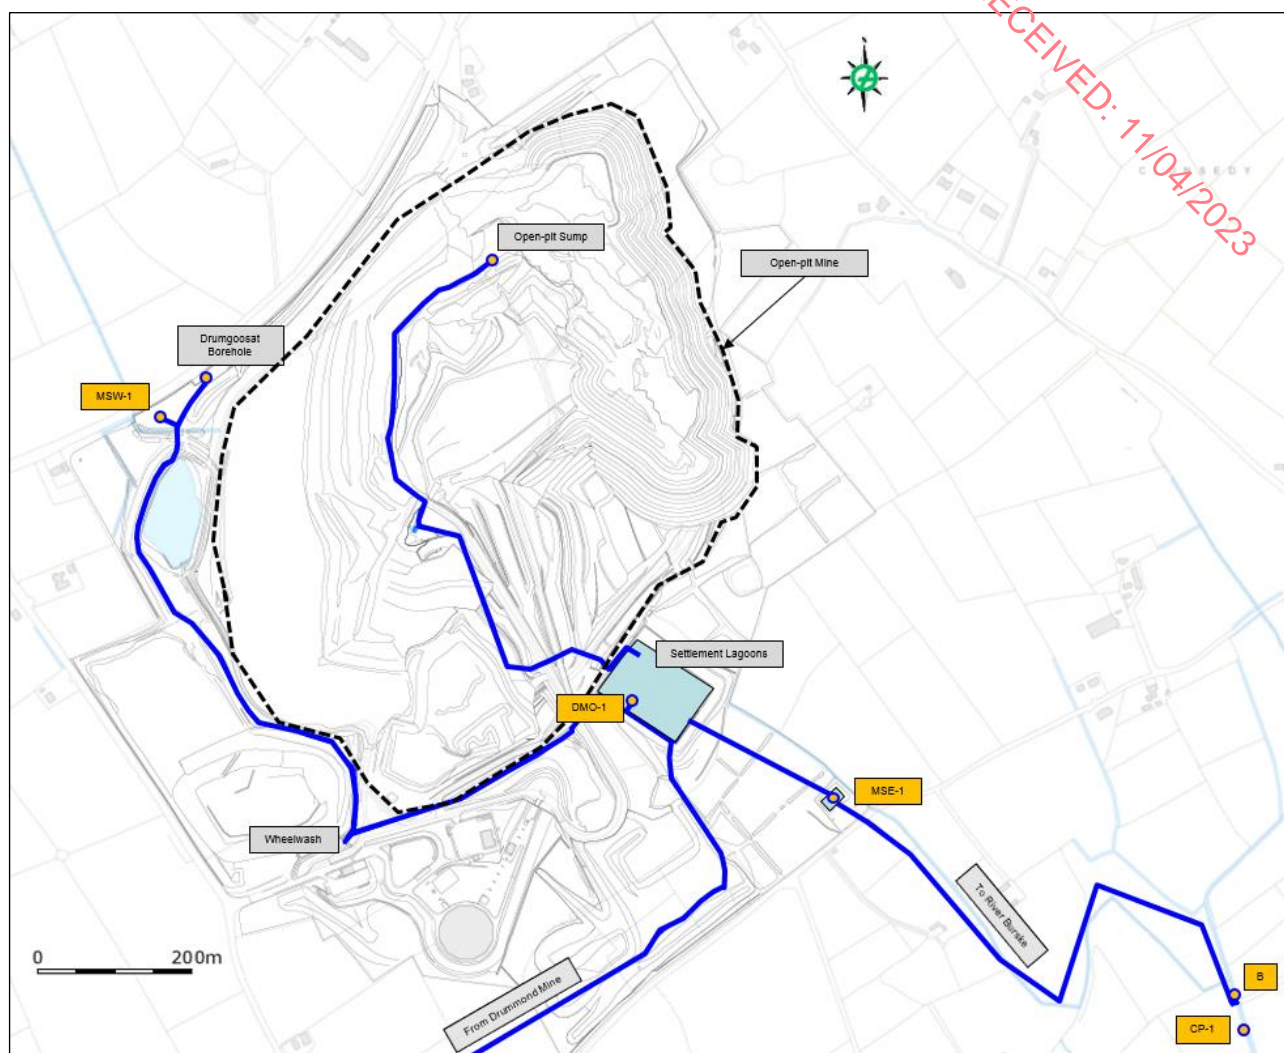 RECEIVED: 11/04/2023
Open-pit Sump
Open-pit Mine
Drumgoosat
Borehole
MSW-1
Settlement Lagoons
DMO-1
MSE-1
Wheelwash
To River Burske
0 200m
From Drummond Mine
B
CP-1